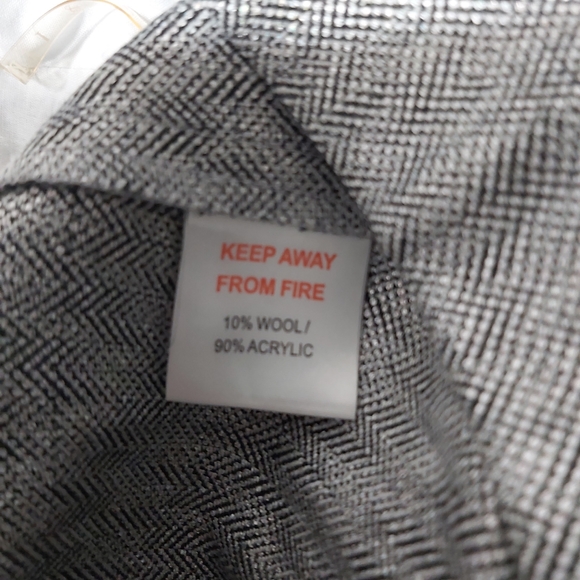 KEEP AWAY
FROM FIRE
10% WOOL/
90% ACRYLIC